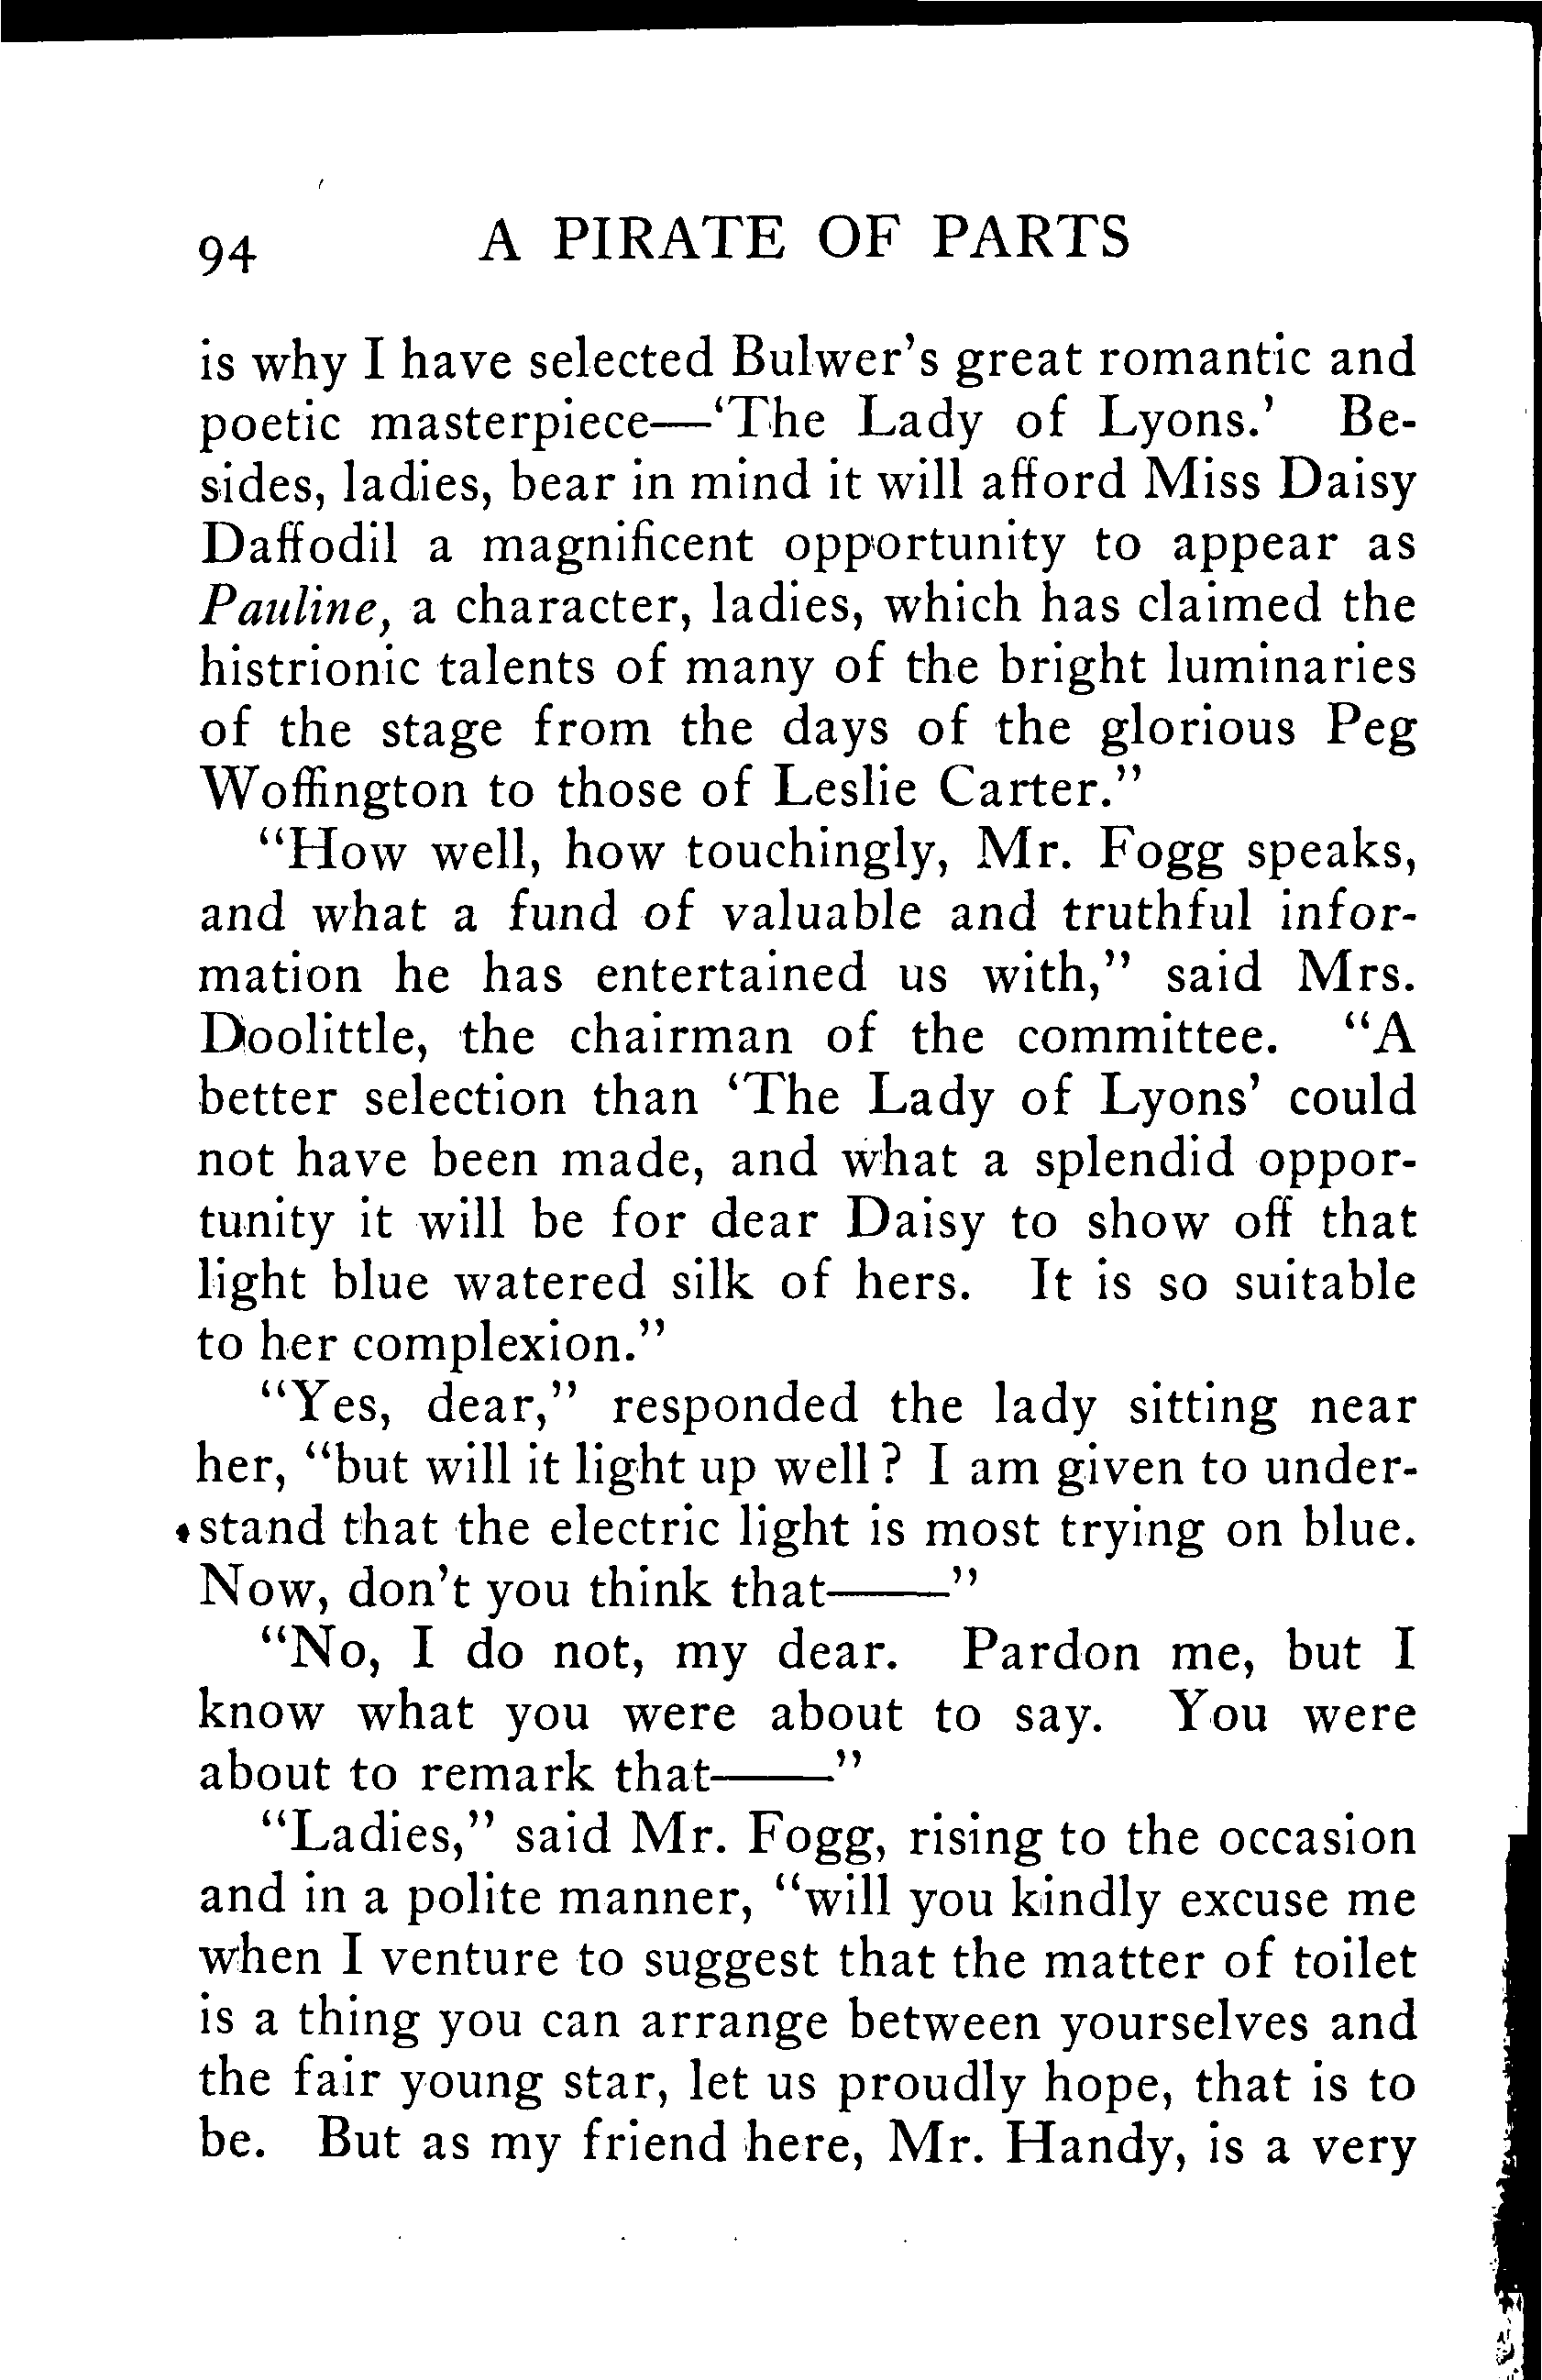 94 A PIRATE OF PARTS
is why I have selected Bulwer's great romantic and
poetic masterpiece—'The Lady of Lyons.' Be-
sides, ladies, bear in mind it will afford Miss Daisy
Daffodil a magnificent opportunity to appear as
Pauline, a character, ladies, which has claimed the
histrionic talents of many of the bright luminaries
of the stage from the days of the glorious Peg
Woffington to those of Leslie Carter."
"How well, how touchingly, Mr. Fogg speaks,
and what a fund of valuable and truthful infor-
mation he has entertained us with," said Mrs.
Doolittle, the chairman of the committee. "A
better selection than 'The Lady of Lyons' could
not have been made, and what a splendid oppor-
tunity it will be for dear Daisy to show off that
light blue watered silk of hers. It is so suitable
to her complexion."
"Yes, dear," responded the lady sitting near
her, "but will it light up well? I am given to under-
stand that the electric light is most trying on blue.
Now, don't you think that——"
"No, I do not, my dear. Pardon me, but I
know what you were about to say. You were
about to remark that——"
"Ladies," said Mr. Fogg, rising to the occasion
and in a polite manner, "will you kindly excuse me
when I venture to suggest that the matter of toilet
is a thing you can arrange between yourselves and
the fair young star, let us proudly hope, that is to
be. But as my friend here, Mr. Handy, is a very